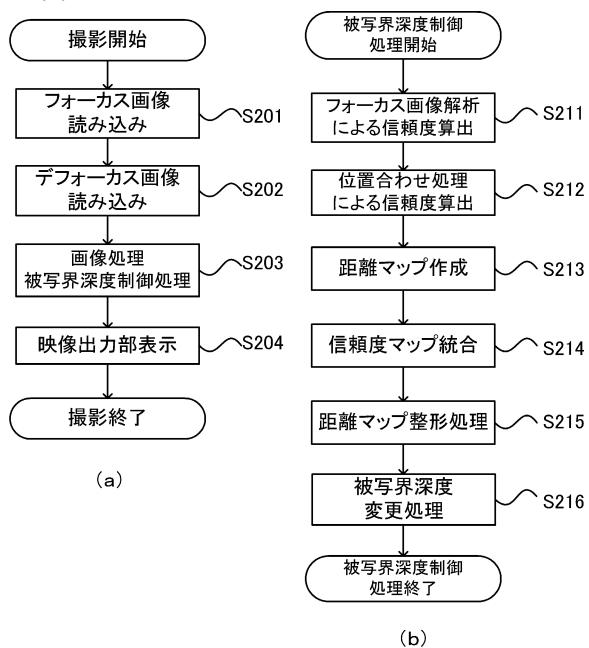 撮影開始
フォーカス画像
読み込み
S201
デフォーカス画像
読み込み
S202
画像処理
被写界深度制御処理
S203
映像出力部表示
S204
撮影終了
(a)
被写界深度制御
処理開始
フォーカス画像解析
による信頼度算出
S211
位置合わせ処理
による信頼度算出
S212
距離マップ作成
S213
信頼度マップ統合
S214
距離マップ整形処理
S215
被写界深度
変更処理
S216
被写界深度制御
処理終了
(b)